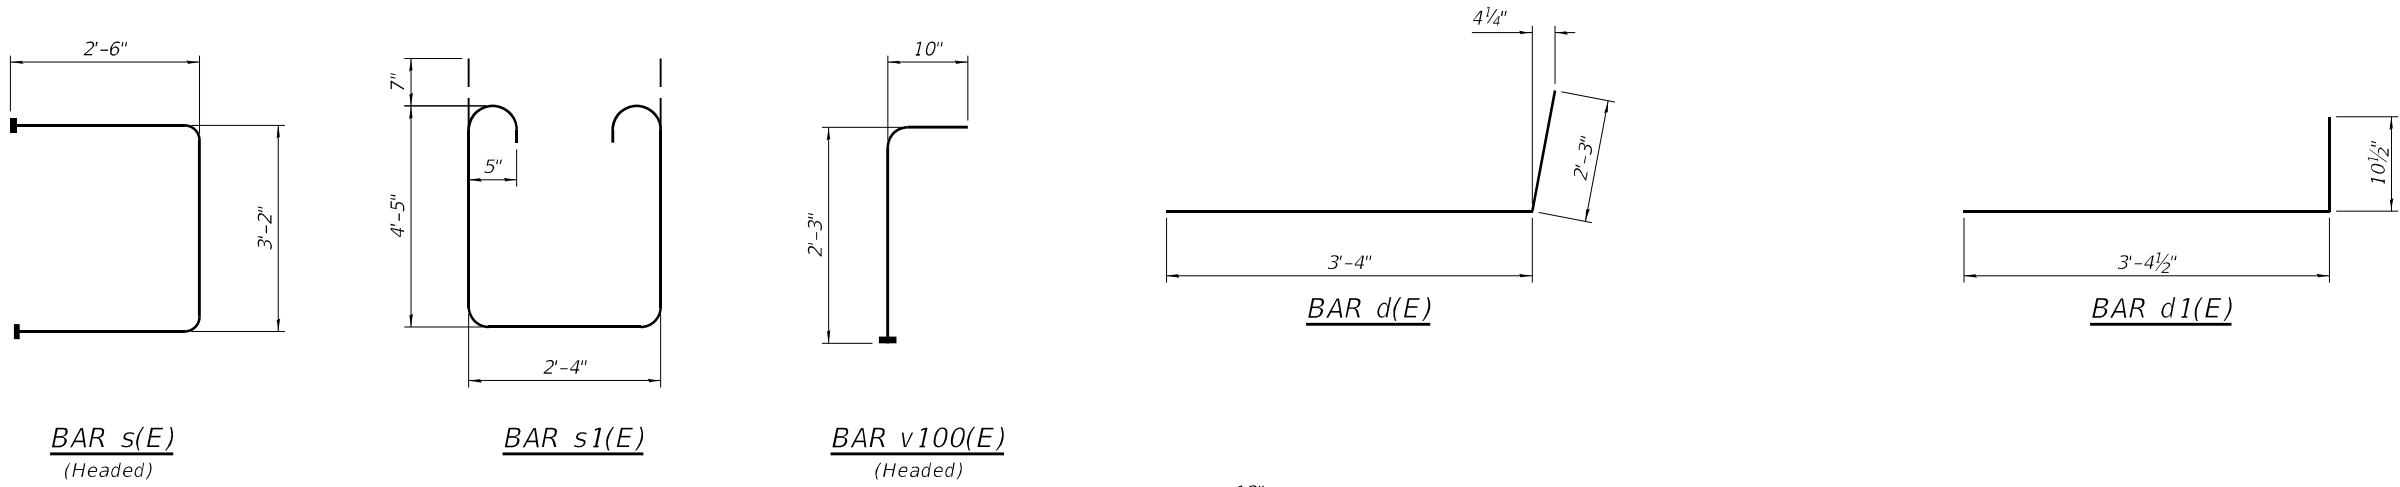 2'-6"
3'-2"
BAR s(E)
(Headed)
7"
4'-5"
5"
2'-4"
BAR s1(E)
10"
2'-3"
BAR v100(E)
(Headed)
4¼"
2'-3"
3'-4"
BAR d(E)
10½"
3'-4½"
BAR d1(E)